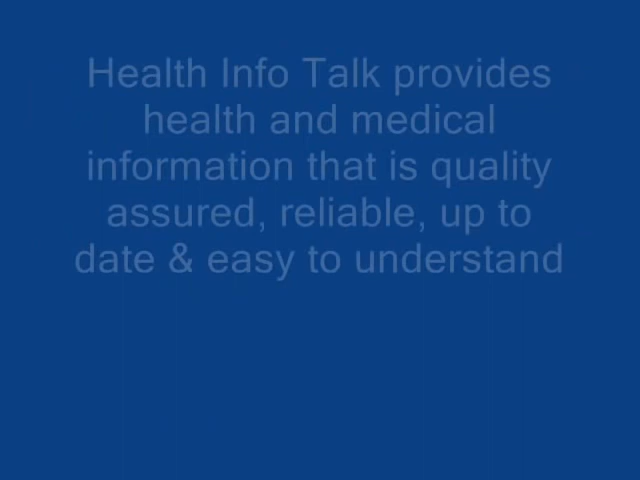 Health Info Talk provides
health and medical
information that is quality
assured, reliable, up to
date & easy to understand